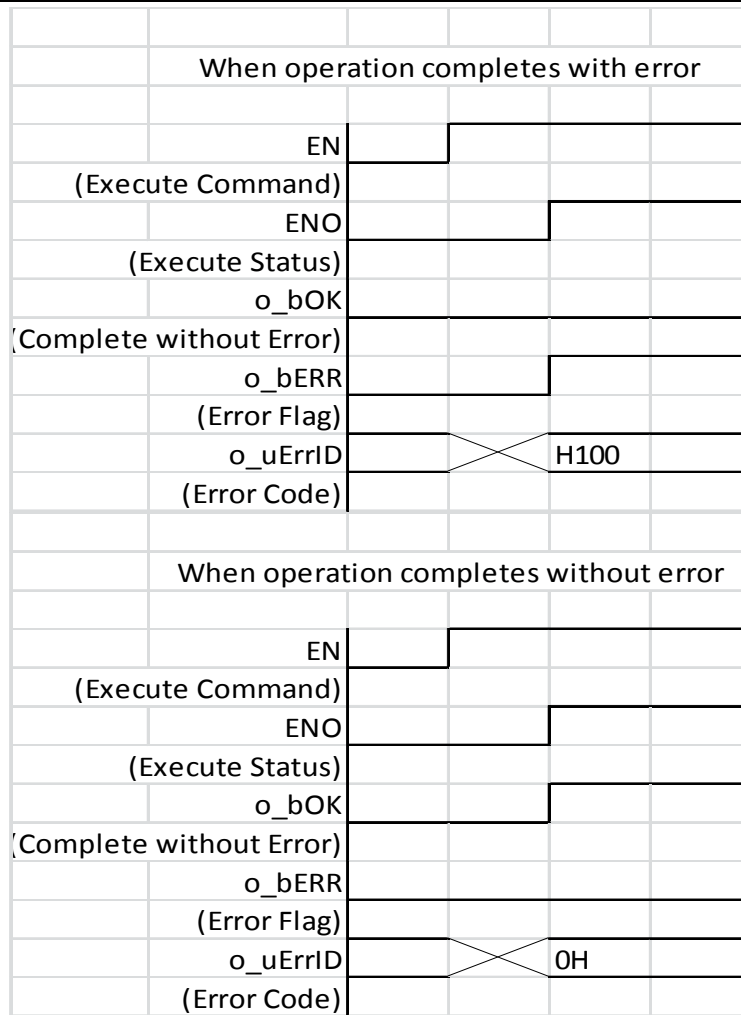 When operation completes with error
EN
(Execute Command)
ENO
(Execute Status)
o_bOK
(Complete without Error)
o_bERR
(Error Flag)
o_uErrID H100
(Error Code)
When operation completes without error
EN
(Execute Command)
ENO
(Execute Status)
o_bOK
(Complete without Error)
o_bERR
(Error Flag)
o_uErrID 0H
(Error Code)